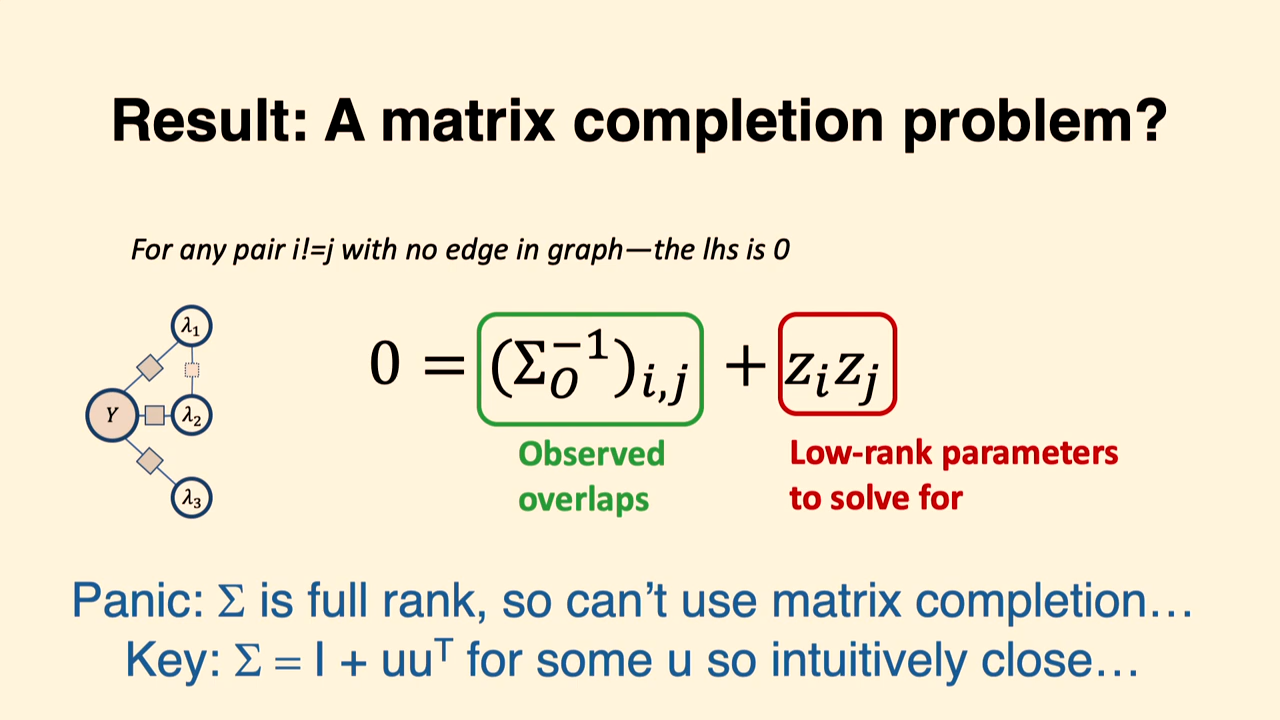 Result: A matrix completion problem?
For any pair i!=j with no edge in graph—the lhs is 0
λ₁
Y
λ₂
λ₃
0 = (Σ_O^{-1})_{i,j} + z_i z_j
Observed
overlaps
Low-rank parameters
to solve for
Panic: Σ is full rank, so can’t use matrix completion…
Key: Σ = I + uuᵀ for some u so intuitively close…